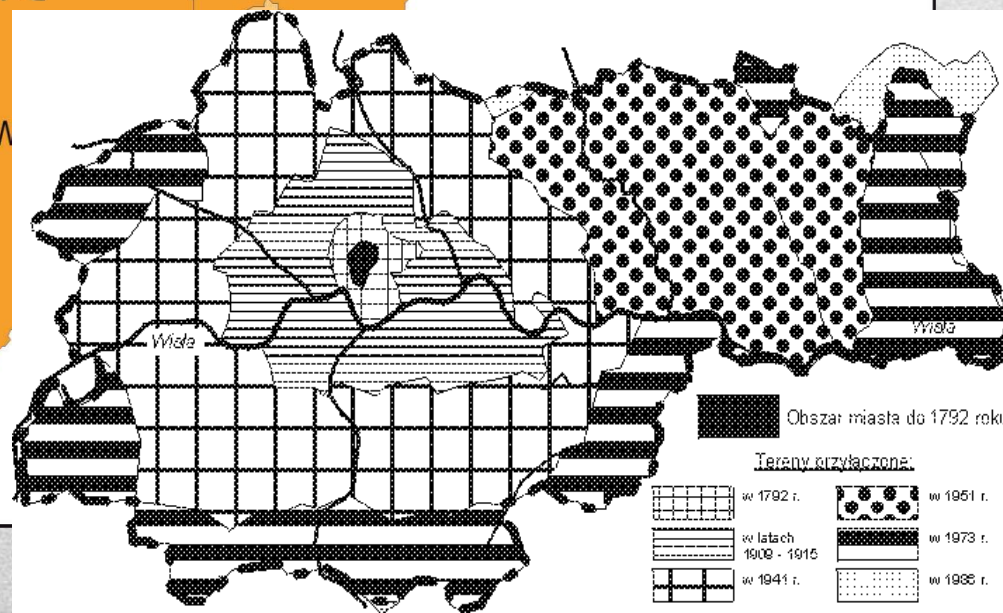 W
Wisła
Wisła
Obszar miasta do 1792 roku
Tereny przyłączone:
w 1792 r.
w latach
1909 - 1915
w 1941 r.
w 1951 r.
w 1973 r.
w 1986 r.